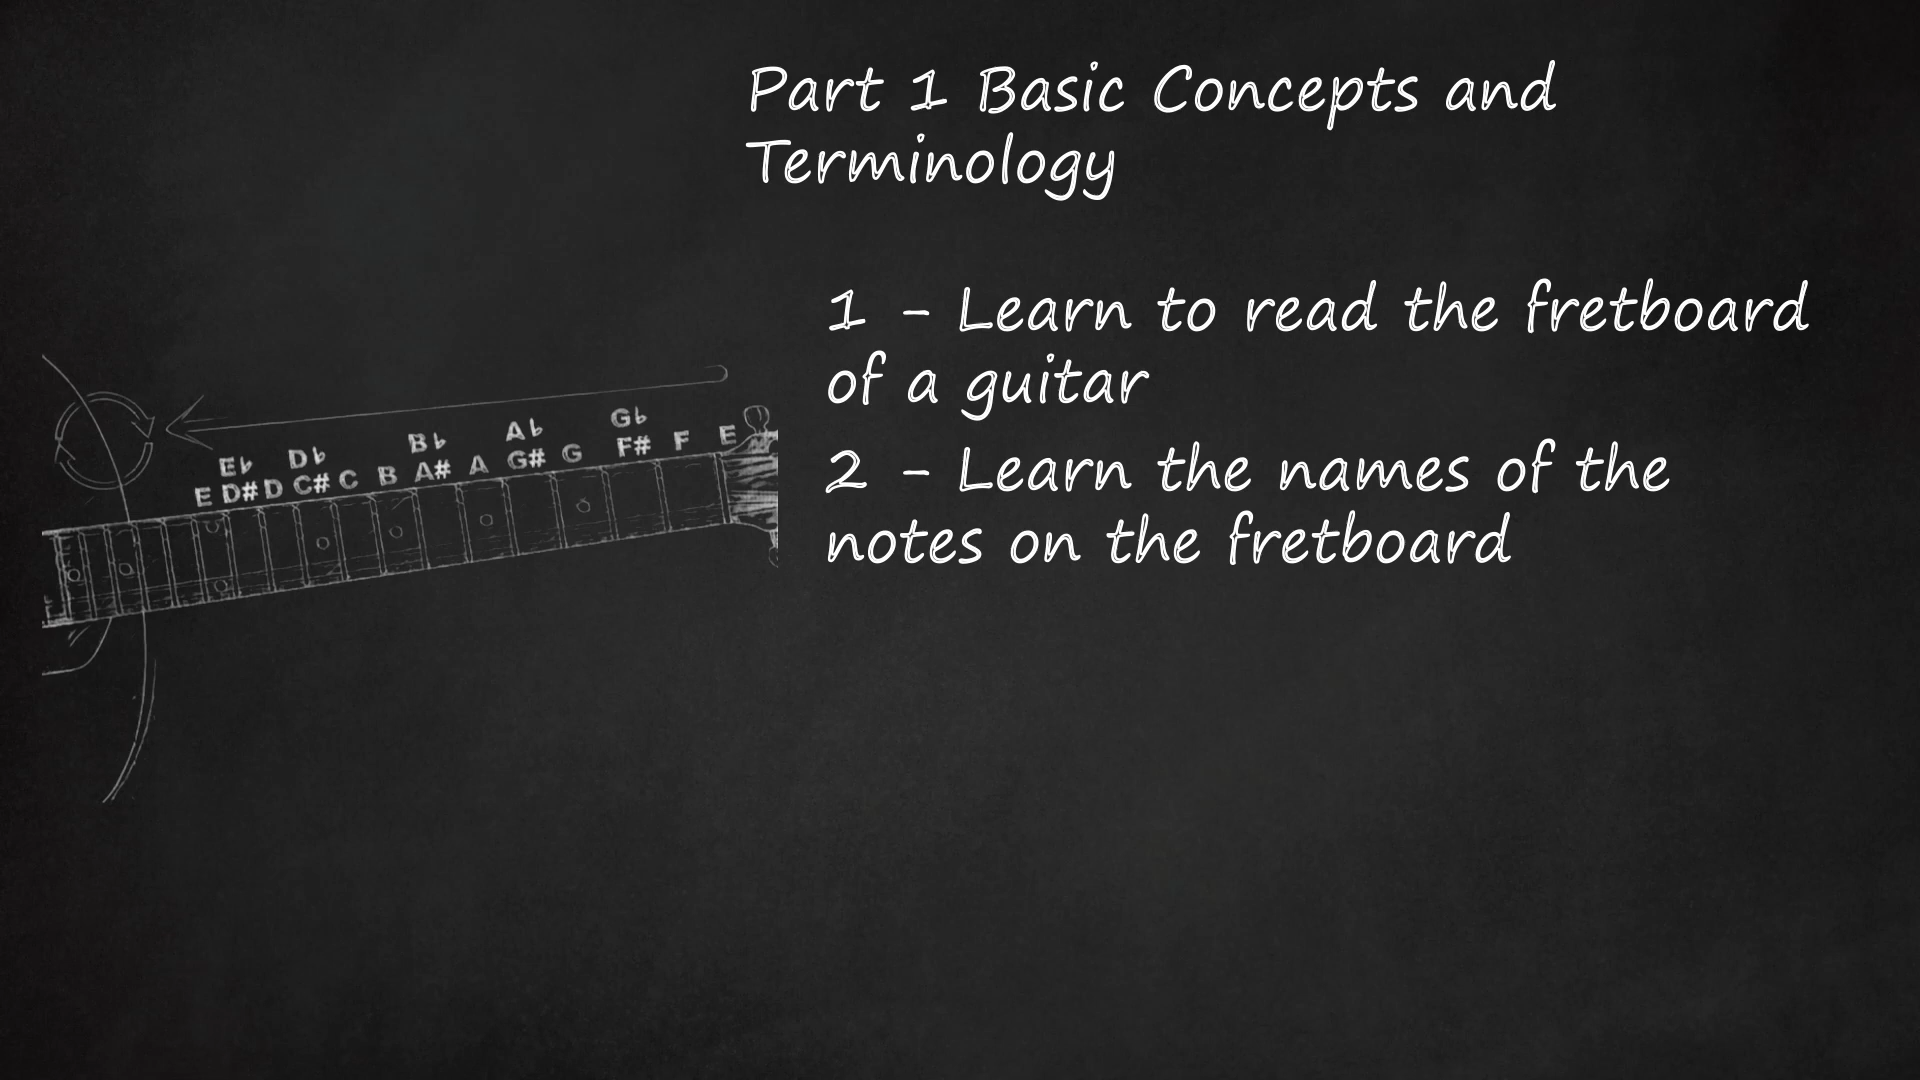 Part 1 Basic Concepts and
Terminology
1 - Learn to read the fretboard
of a guitar
2 - Learn the names of the
notes on the fretboard
E♭ D♭ B♭ A♭ G♭
E D# D C# C B A# A G# G F# F E